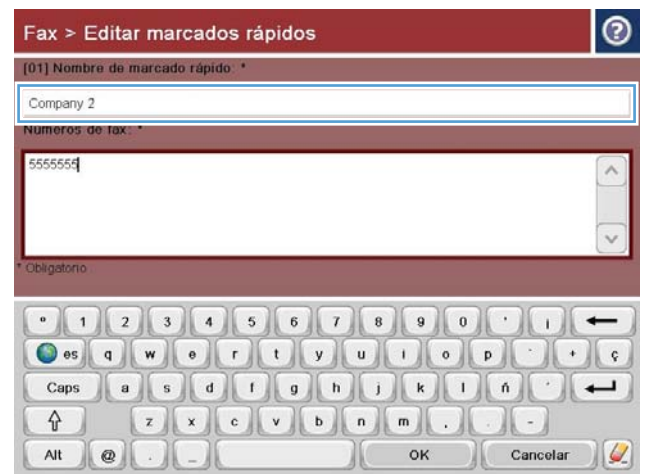 Fax > Editar marcados rápidos
?
[01] Nombre de marcado rápido: *
Company 2
Números de fax: *
5555555
* Obligatorio
º 1 2 3 4 5 6 7 8 9 0 ' ¡
es q w e r t y u i o p ` + ç
Caps a s d f g h j k l ñ ´
z x c v b n m , . -
Alt @ . _ OK Cancelar